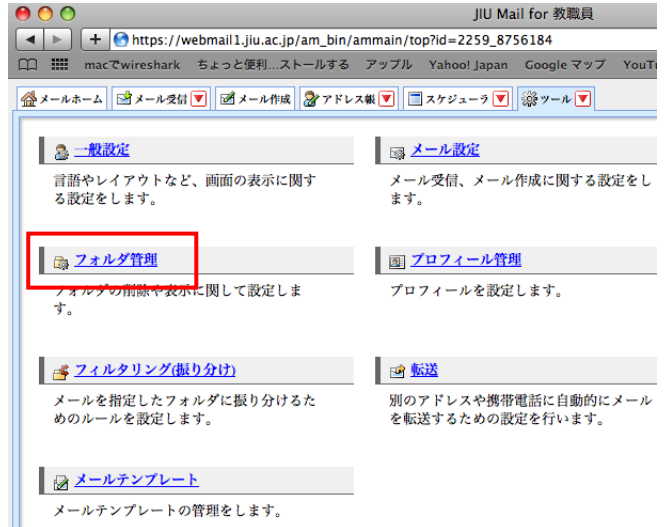 JIU Mail for 教職員
https://webmail1.jiu.ac.jp/am_bin/ammain/top?id=2259_8756184
macでwireshark ちょっと便利...ストールする アップル Yahoo! Japan Google マップ
メールホーム メール受信 メール作成 アドレス帳 スケジューラ ツール
一般設定 メール設定
言語やレイアウトなど、画面の表示に関す
る設定をします。
メール受信、メール作成に関する設定をし
ます。
フォルダ管理 プロフィール管理
フォルダの削除や表示に関して設定しま
す。
プロフィールを設定します。
フィルタリング(振り分け) 転送
メールを指定したフォルダに振り分けるた
めのルールを設定します。
別のアドレスや携帯電話に自動的にメール
を転送するための設定を行います。
メールテンプレート
メールテンプレートの管理をします。